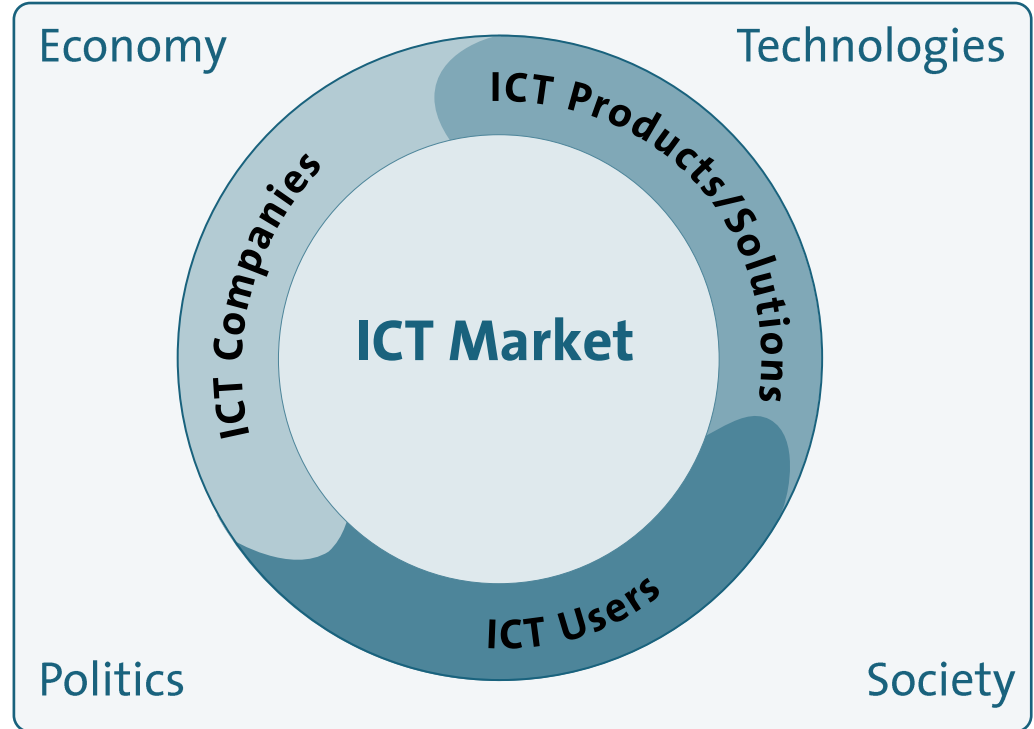 Economy
Technologies
ICT Products/Solutions
ICT Companies
ICT Market
ICT Users
Politics
Society